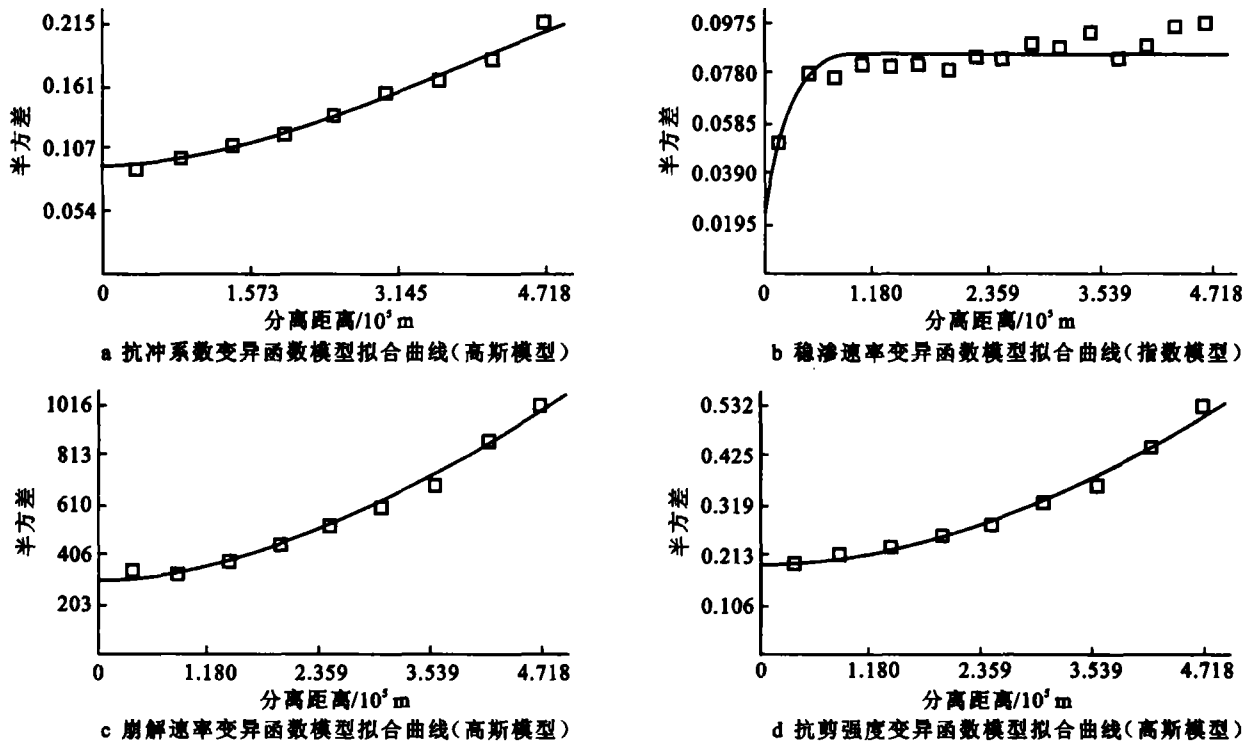 0.215
0.161
0.107
0.054
半方差
0 1.573 3.145 4.718
分离距离/10⁵ m
a 抗冲系数变异函数模型拟合曲线(高斯模型)
0.0975
0.0780
0.0585
0.0390
0.0195
半方差
0 1.180 2.359 3.539 4.718
分离距离/10⁵ m
b 稳渗速率变异函数模型拟合曲线(指数模型)
1016
813
610
406
203
半方差
0 1.180 2.359 3.539 4.718
分离距离/10⁵ m
c 崩解速率变异函数模型拟合曲线(高斯模型)
0.532
0.425
0.319
0.213
0.106
半方差
0 1.180 2.359 3.539 4.718
分离距离/10⁵ m
d 抗剪强度变异函数模型拟合曲线(高斯模型)